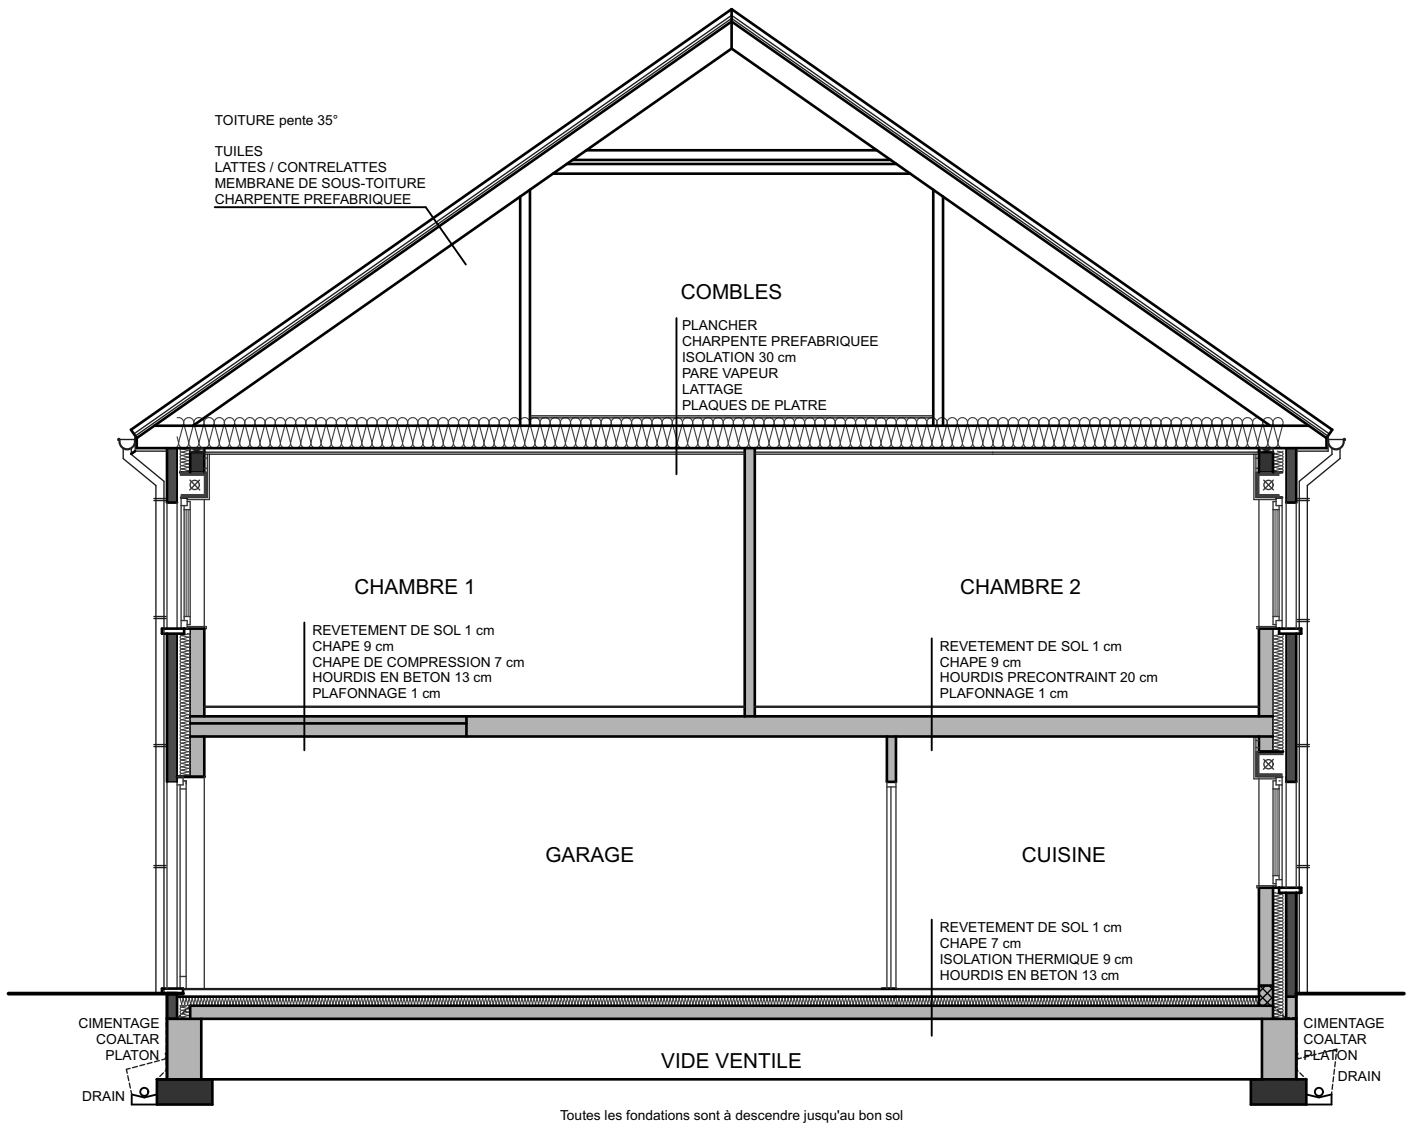 TOITURE pente 35°
TUILES
LATTES / CONTRELATTES
MEMBRANE DE SOUS-TOITURE
CHARPENTE PREFABRIQUEE
COMBLES
PLANCHER
CHARPENTE PREFABRIQUEE
ISOLATION 30 cm
PARE VAPEUR
LATTAGE
PLAQUES DE PLATRE
CHAMBRE 1
REVETEMENT DE SOL 1 cm
CHAPE 9 cm
CHAPE DE COMPRESSION 7 cm
HOURDIS EN BETON 13 cm
PLAFONNAGE 1 cm
CHAMBRE 2
REVETEMENT DE SOL 1 cm
CHAPE 9 cm
HOURDIS PRECONTRAINT 20 cm
PLAFONNAGE 1 cm
GARAGE
CUISINE
REVETEMENT DE SOL 1 cm
CHAPE 7 cm
ISOLATION THERMIQUE 9 cm
HOURDIS EN BETON 13 cm
CIMENTAGE
COALTAR
PLATON
DRAIN
VIDE VENTILE
CIMENTAGE
COALTAR
PLATON
DRAIN
Toutes les fondations sont à descendre jusqu'au bon sol